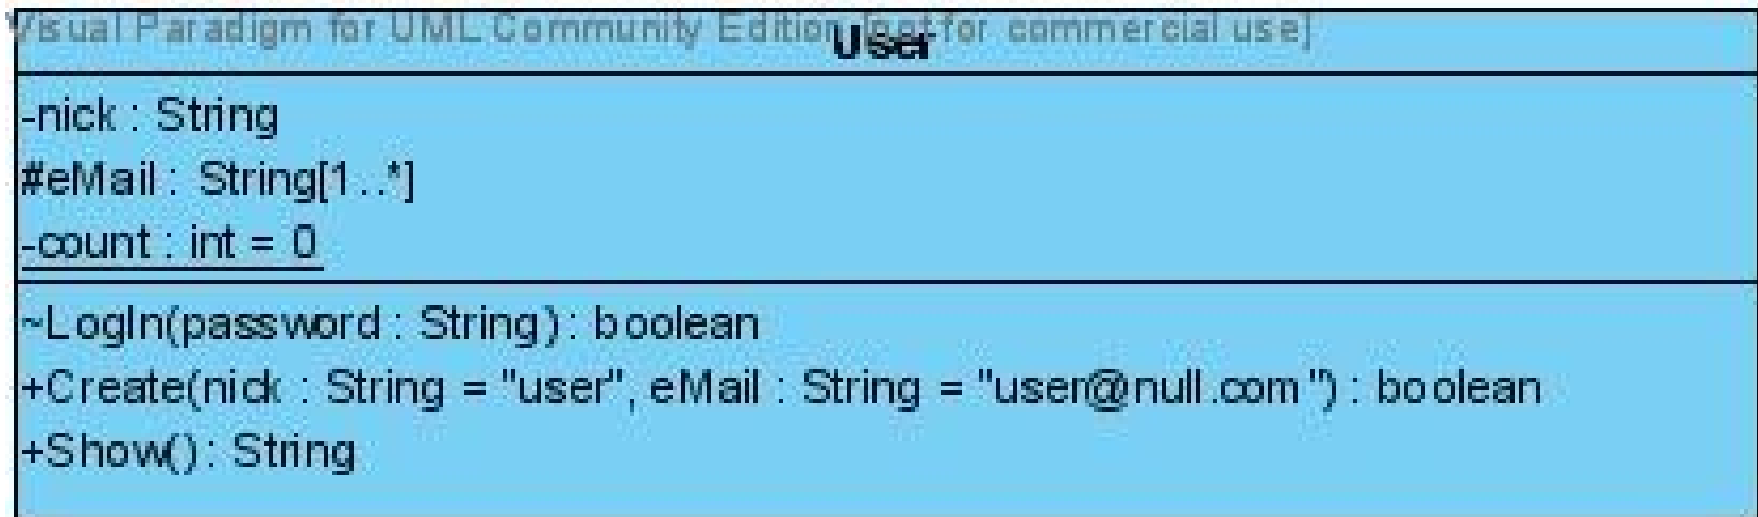 Visual Paradigm for UML Community Edition [not for commercial use]
User
-nick : String
#eMail : String[1..*]
-count : int = 0
~LogIn(password : String) : boolean
+Create(nick : String = "user", eMail : String = "user@null.com") : boolean
+Show() : String